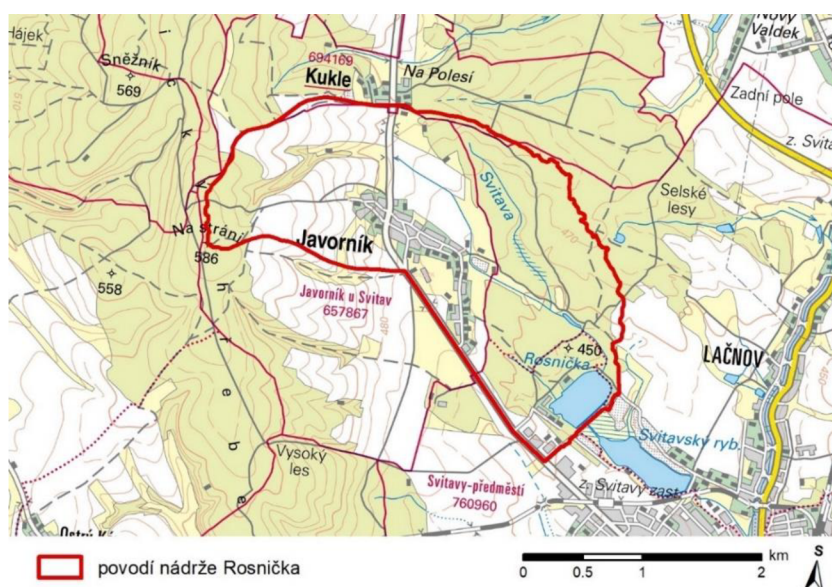 Hájek
Sněžník
569
694169
Kukle
Na Polesí
Nový
Valdek
Zadní pole
z. Svita
Svitava
Selské
lesy
470
Na stráni
586
558
Javorník
Javorník u Svitav
657867
480
Rosnička
450
LAČNOV
Svitavský ryb.
Vysoký
les
Svitavy-předměstí
760960
z. Svitavy zast.
h ř e b e
povodí nádrže Rosnička
0 0.5 1 2 km
S